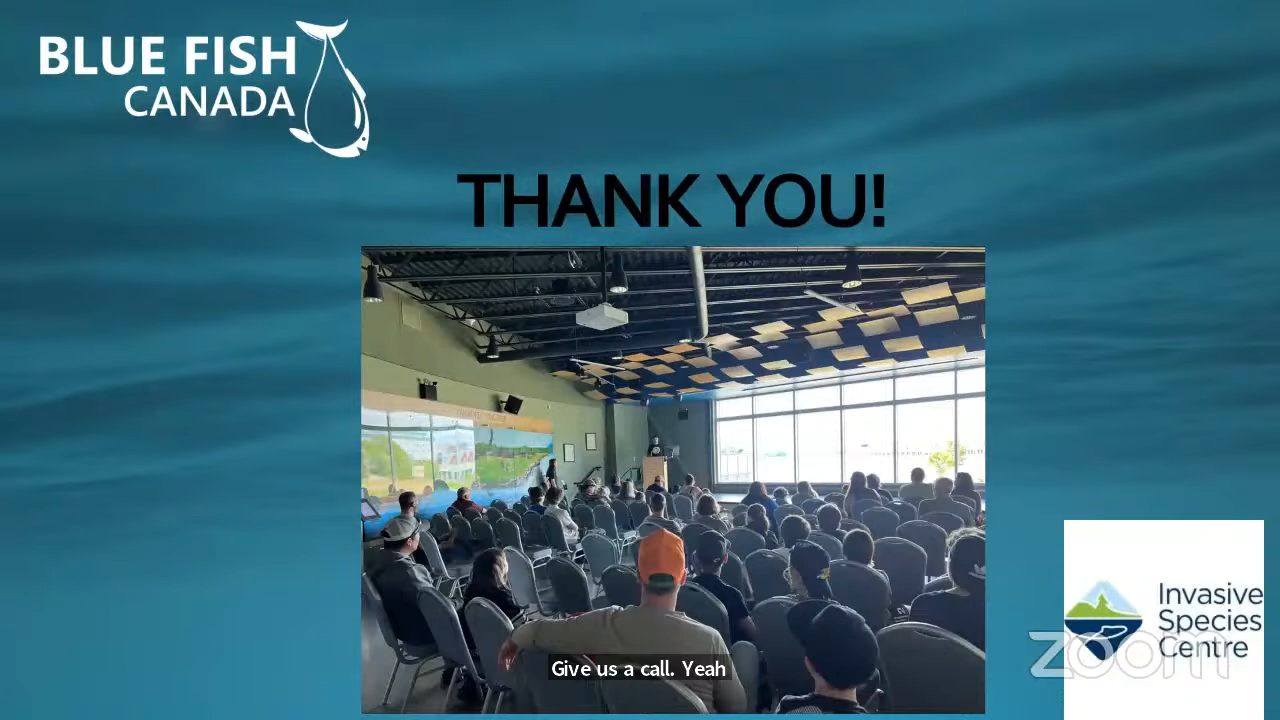 BLUE FISH
CANADA
THANK YOU!
Give us a call. Yeah
Invasive
Species
Centre
zoom